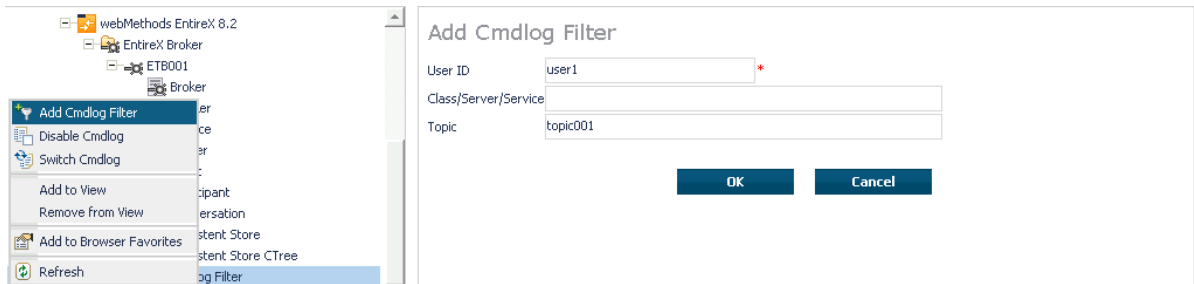 webMethods EntireX 8.2
EntireX Broker
ETB001
Broker
Add Cmdlog Filter
Disable Cmdlog
Switch Cmdlog
Add to View
Remove from View
Add to Browser Favorites
Refresh
er
ce
er
cipant
ersation
stent Store
stent Store CTree
og Filter
Add Cmdlog Filter
User ID
user1 *
Class/Server/Service
Topic
topic001
OK
Cancel